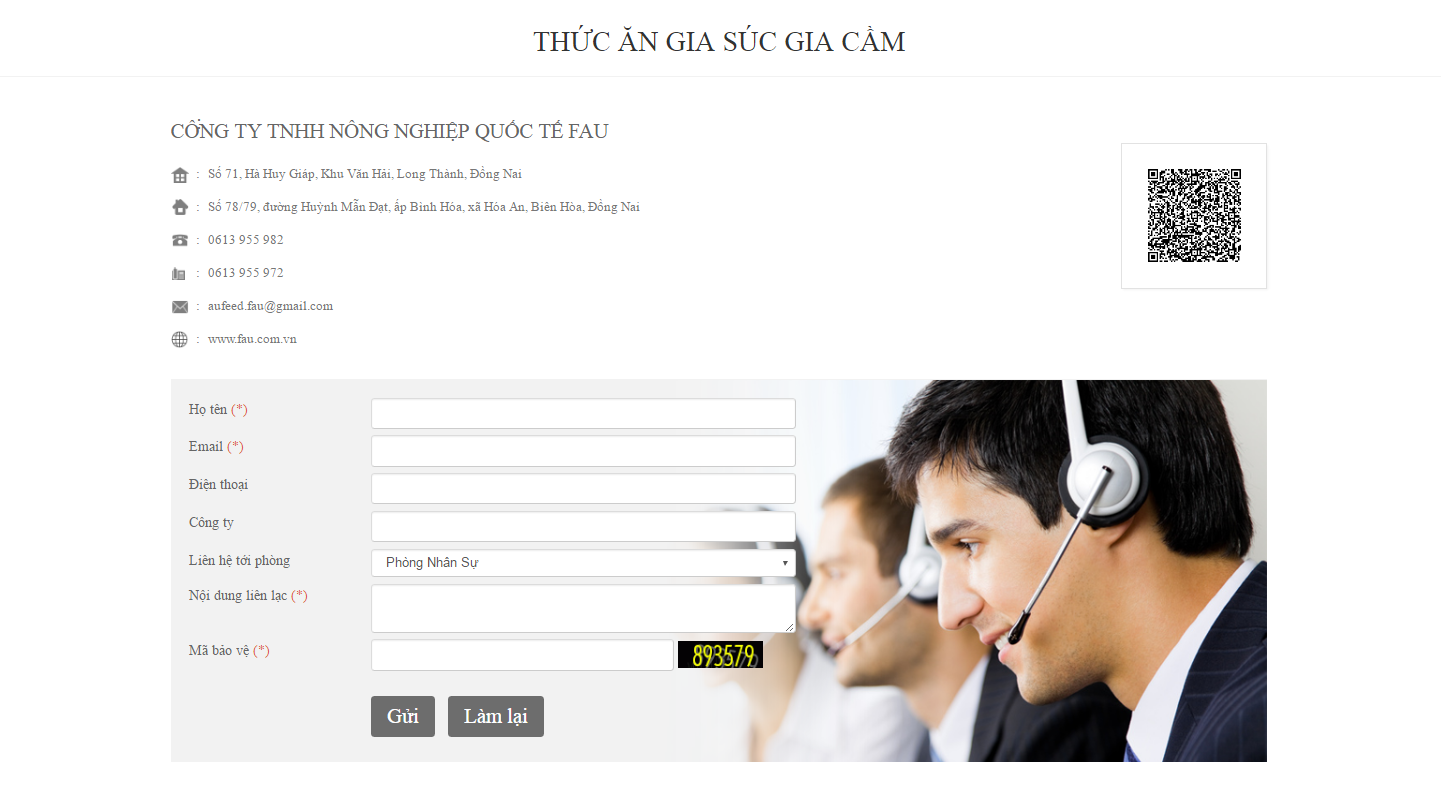 THỨC ĂN GIA SÚC GIA CẦM
CÔNG TY TNHH NÔNG NGHIỆP QUỐC TẾ FAU
: Số 71, Hà Huy Giáp, Khu Văn Hải, Long Thành, Đồng Nai
: Số 78/79, đường Huỳnh Mẫn Đạt, ấp Bình Hóa, xã Hóa An, Biên Hòa, Đồng Nai
: 0613 955 982
: 0613 955 972
: aufeed.fau@gmail.com
: www.fau.com.vn
Họ tên (*)
Email (*)
Điện thoại
Công ty
Liên hệ tới phòng
Phòng Nhân Sự
Nội dung liên lạc (*)
Mã bảo vệ (*)
893579
Gửi
Làm lại